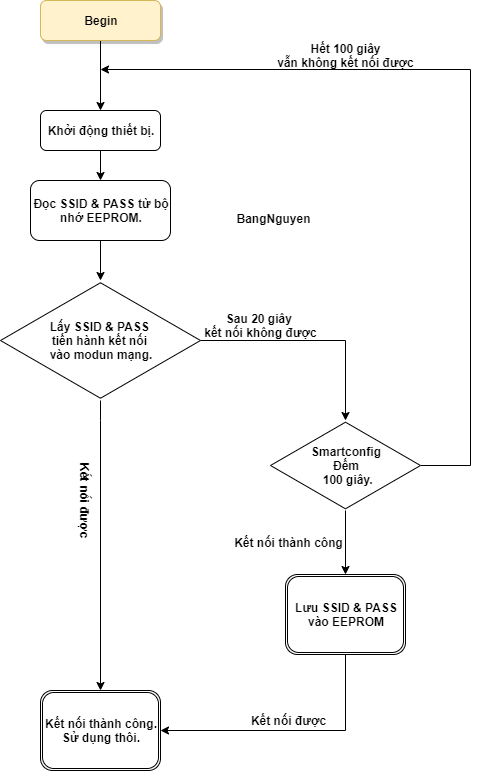 Begin
Hết 100 giây
vẫn không kết nối được
Khởi động thiết bị.
Đọc SSID & PASS từ bộ
nhớ EEPROM.
BangNguyen
Lấy SSID & PASS
tiến hành kết nối
vào modun mạng.
Sau 20 giây
kết nối không được
Smartconfig
Đếm
100 giây.
Kết nối được
Kết nối thành công
Lưu SSID & PASS
vào EEPROM
Kết nối được
Kết nối thành công.
Sử dụng thôi.